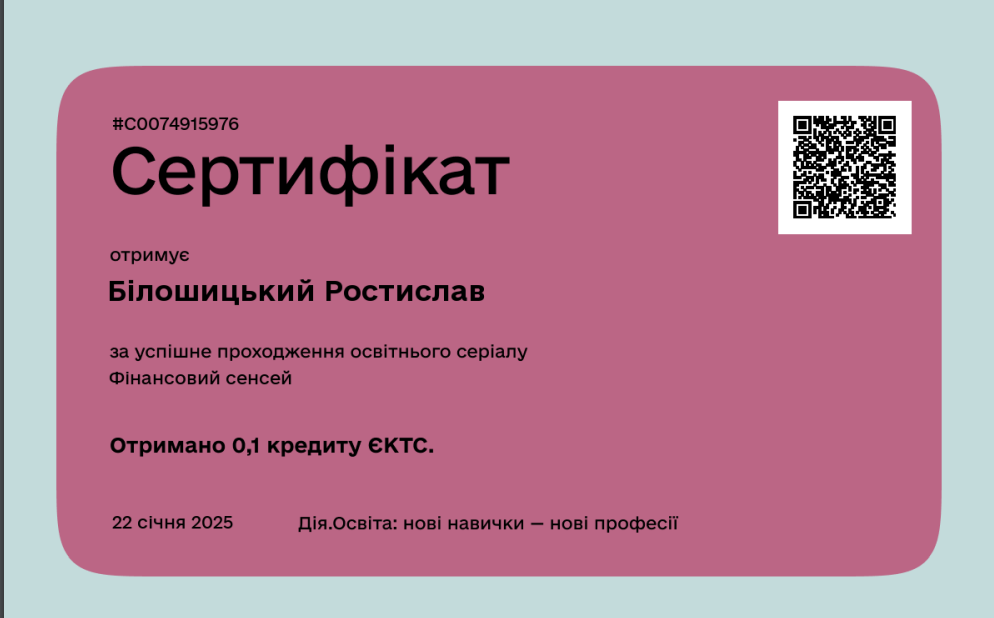 #C0074915976
Сертифікат
отримує
Білошицький Ростислав
за успішне проходження освітнього серіалу
Фінансовий сенсей
Отримано 0,1 кредиту ЄКТС.
22 січня 2025
Дія.Освіта: нові навички — нові професії